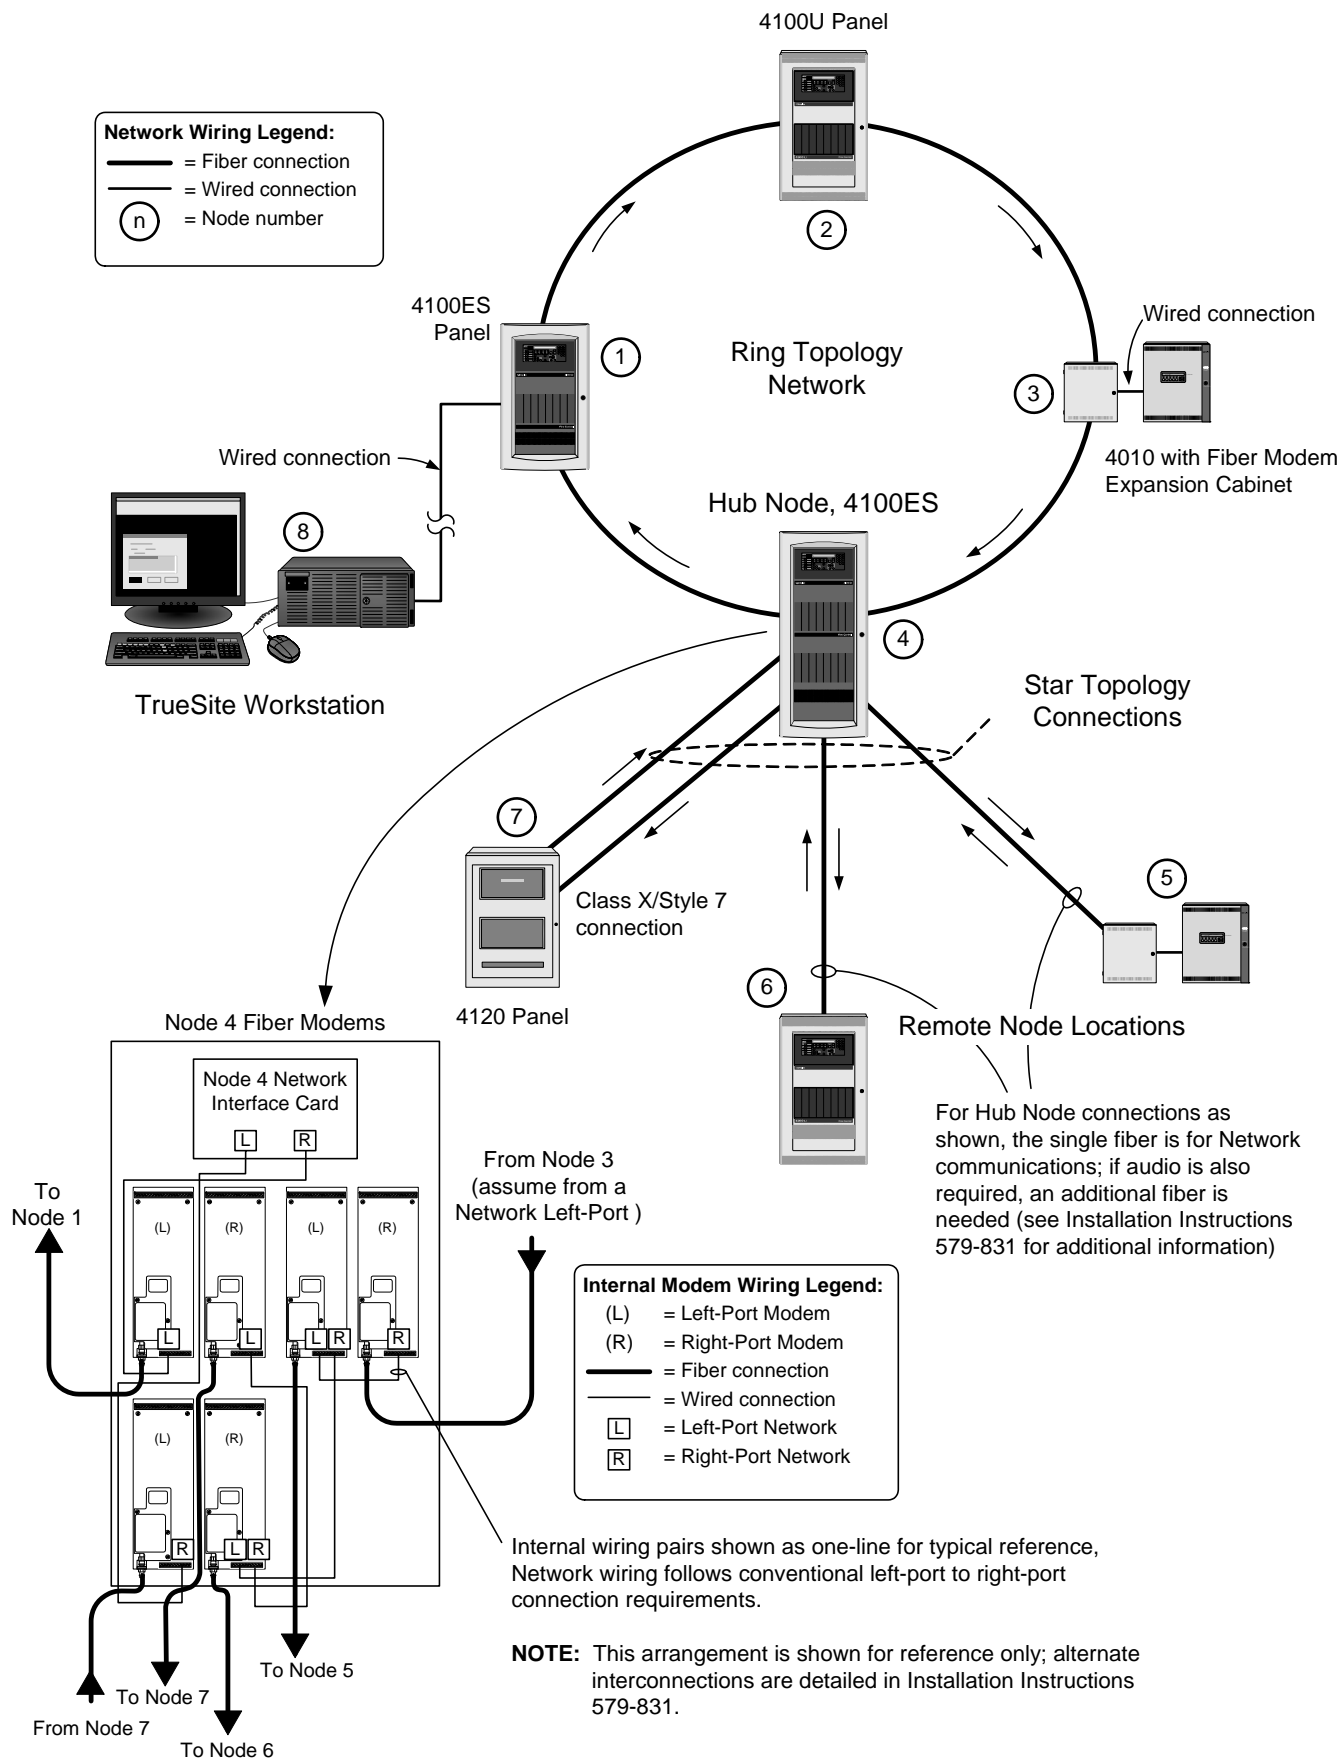 4100U Panel
Network Wiring Legend:
= Fiber connection
= Wired connection
n = Node number
2
4100ES
Panel
1
Ring Topology
Network
Wired connection
3
4010 with Fiber Modem
Expansion Cabinet
Wired connection
8
Hub Node, 4100ES
4
TrueSite Workstation
Star Topology
Connections
7
Class X/Style 7
connection
4120 Panel
5
6
Remote Node Locations
For Hub Node connections as
shown, the single fiber is for Network
communications; if audio is also
required, an additional fiber is
needed (see Installation Instructions
579-831 for additional information)
Node 4 Fiber Modems
Node 4 Network
Interface Card
L R
To
Node 1
From Node 3
(assume from a
Network Left-Port )
(L) (R) (L) (R)
L L L R R
(L) (R)
R L R
Internal Modem Wiring Legend:
(L) = Left-Port Modem
(R) = Right-Port Modem
= Fiber connection
= Wired connection
L = Left-Port Network
R = Right-Port Network
Internal wiring pairs shown as one-line for typical reference,
Network wiring follows conventional left-port to right-port
connection requirements.
NOTE: This arrangement is shown for reference only; alternate
interconnections are detailed in Installation Instructions
579-831.
To Node 5
To Node 7
From Node 7
To Node 6